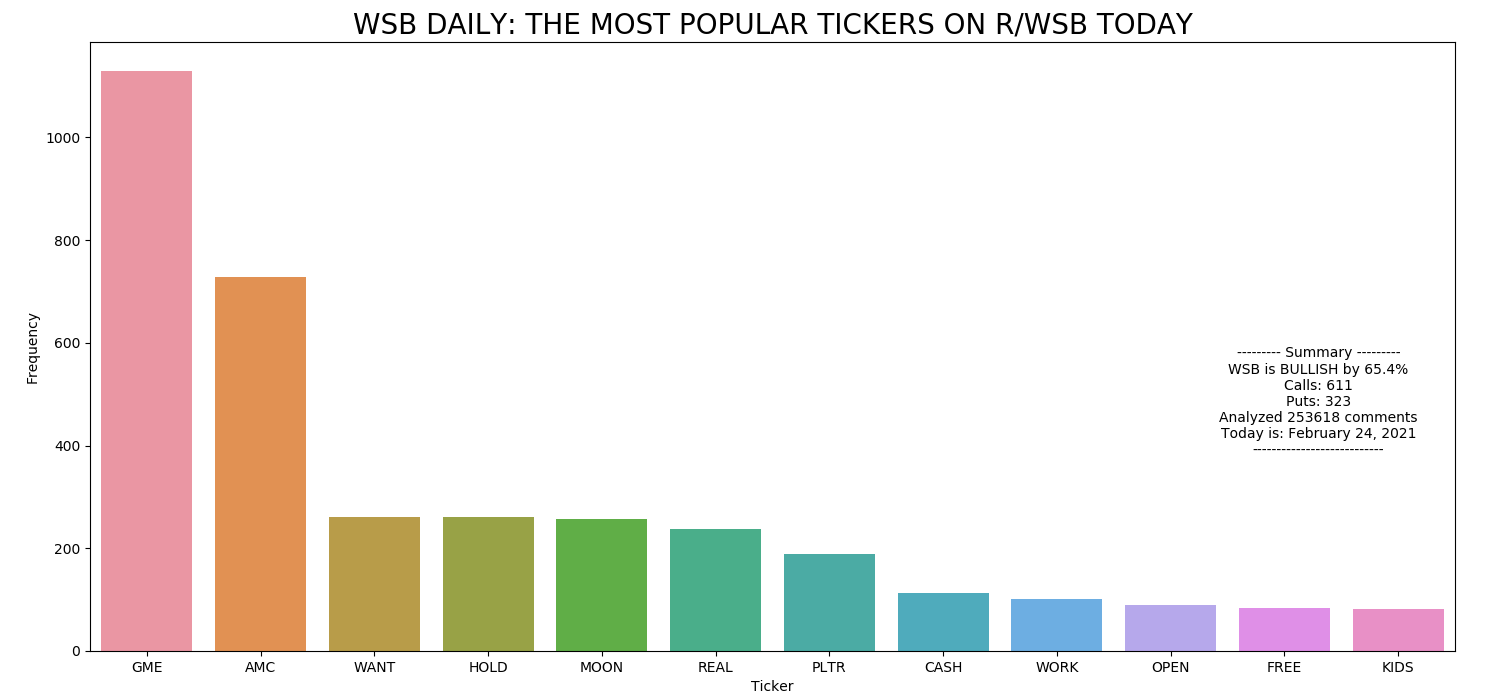 WSB DAILY: THE MOST POPULAR TICKERS ON R/WSB TODAY
1000
800
600
400
200
0
Frequency
--------- Summary ---------
WSB is BULLISH by 65.4%
Calls: 611
Puts: 323
Analyzed 253618 comments
Today is: February 24, 2021
---------------------------
GME AMC WANT HOLD MOON REAL PLTR CASH WORK OPEN FREE KIDS
Ticker